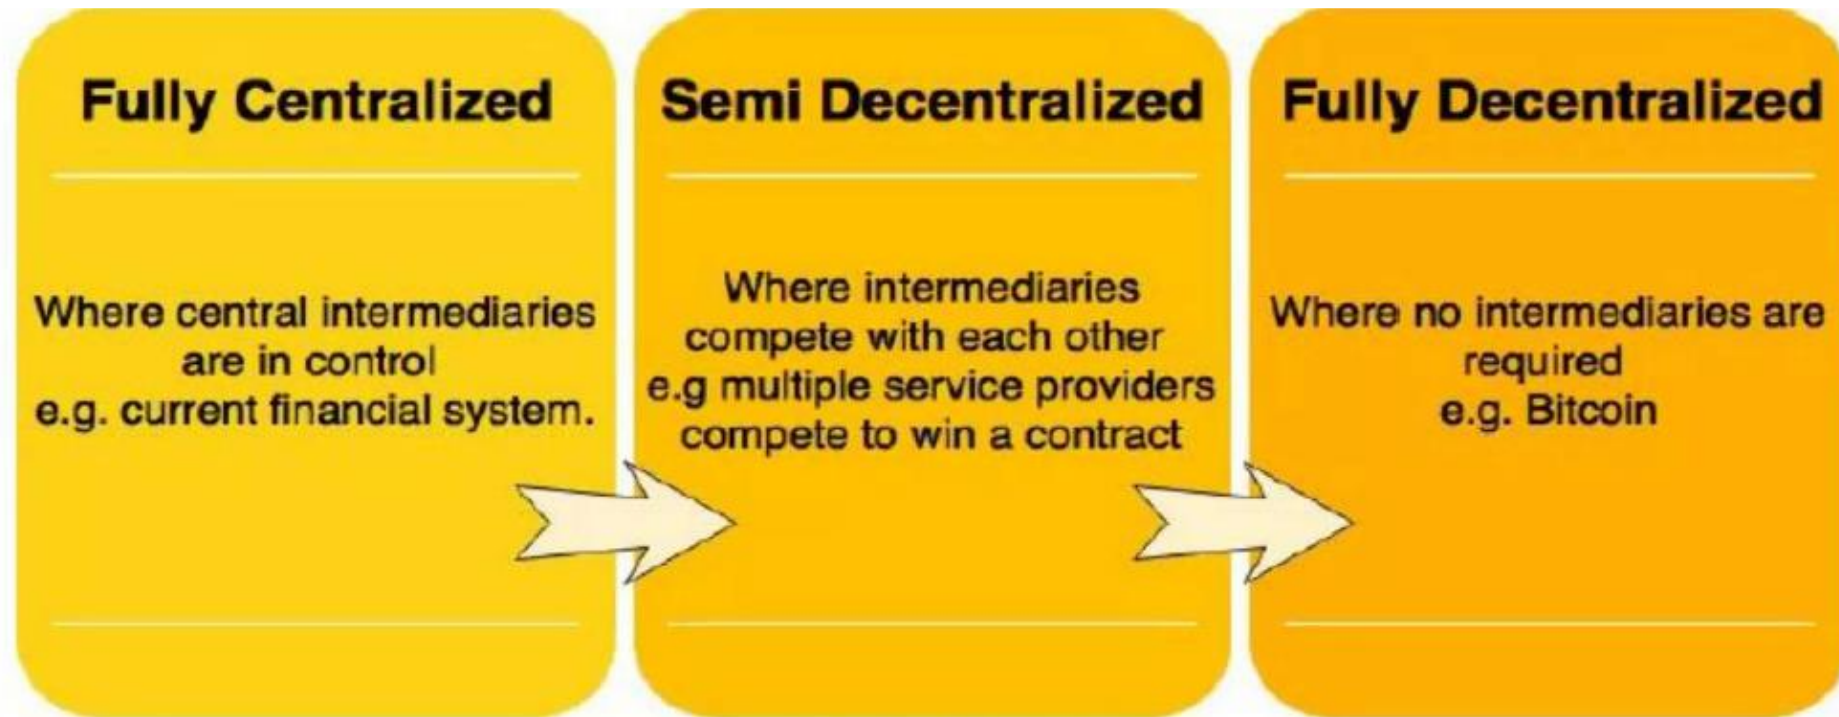 Fully Centralized
Where central intermediaries
are in control
e.g. current financial system.
Semi Decentralized
Where intermediaries
compete with each other
e.g multiple service providers
compete to win a contract
Fully Decentralized
Where no intermediaries are
required
e.g. Bitcoin